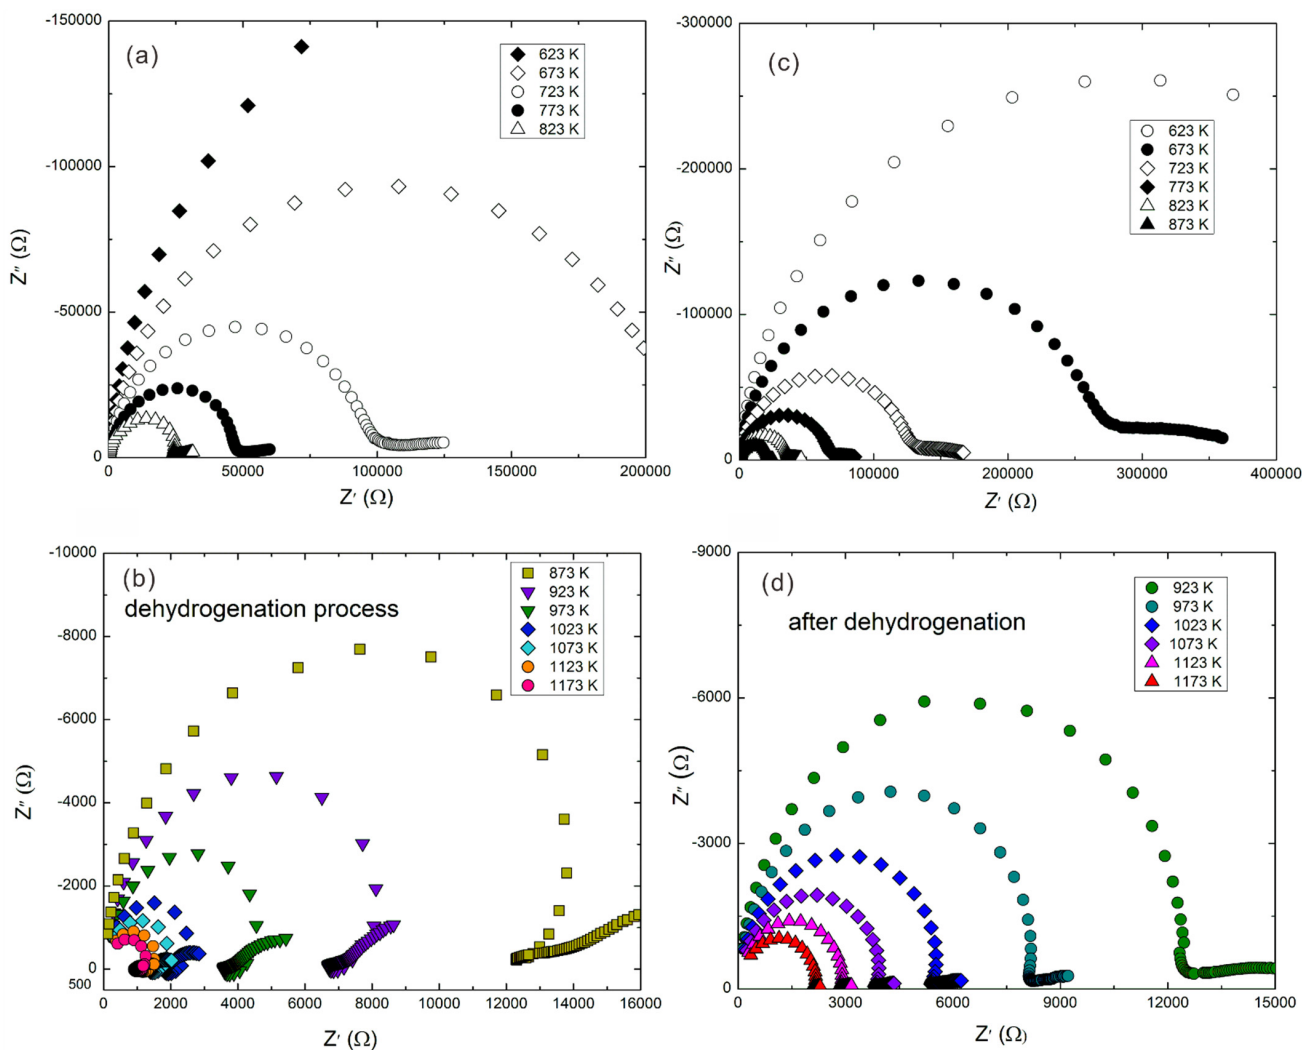 (a)
-150000
-100000
-50000
0
Z″ (Ω)
623 K
673 K
723 K
773 K
823 K
0 50000 100000 150000 200000
Z′ (Ω)
(c)
-300000
-200000
-100000
0
Z″ (Ω)
623 K
673 K
723 K
773 K
823 K
873 K
0 100000 200000 300000 400000
Z′ (Ω)
(b)
dehydrogenation process
-10000
-8000
-6000
-4000
-2000
0
500
Z″ (Ω)
873 K
923 K
973 K
1023 K
1073 K
1123 K
1173 K
0 2000 4000 6000 8000 10000 12000 14000 16000
Z′ (Ω)
(d)
after dehydrogenation
-9000
-6000
-3000
0
Z″ (Ω)
923 K
973 K
1023 K
1073 K
1123 K
1173 K
0 3000 6000 9000 12000 15000
Z′ (Ω)